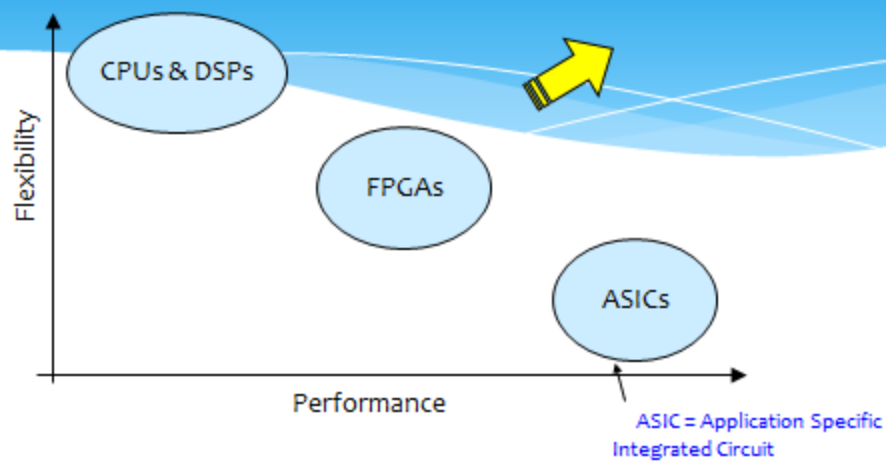 CPUs & DSPs
Flexibility
FPGAs
ASICs
Performance
ASIC = Application Specific
Integrated Circuit